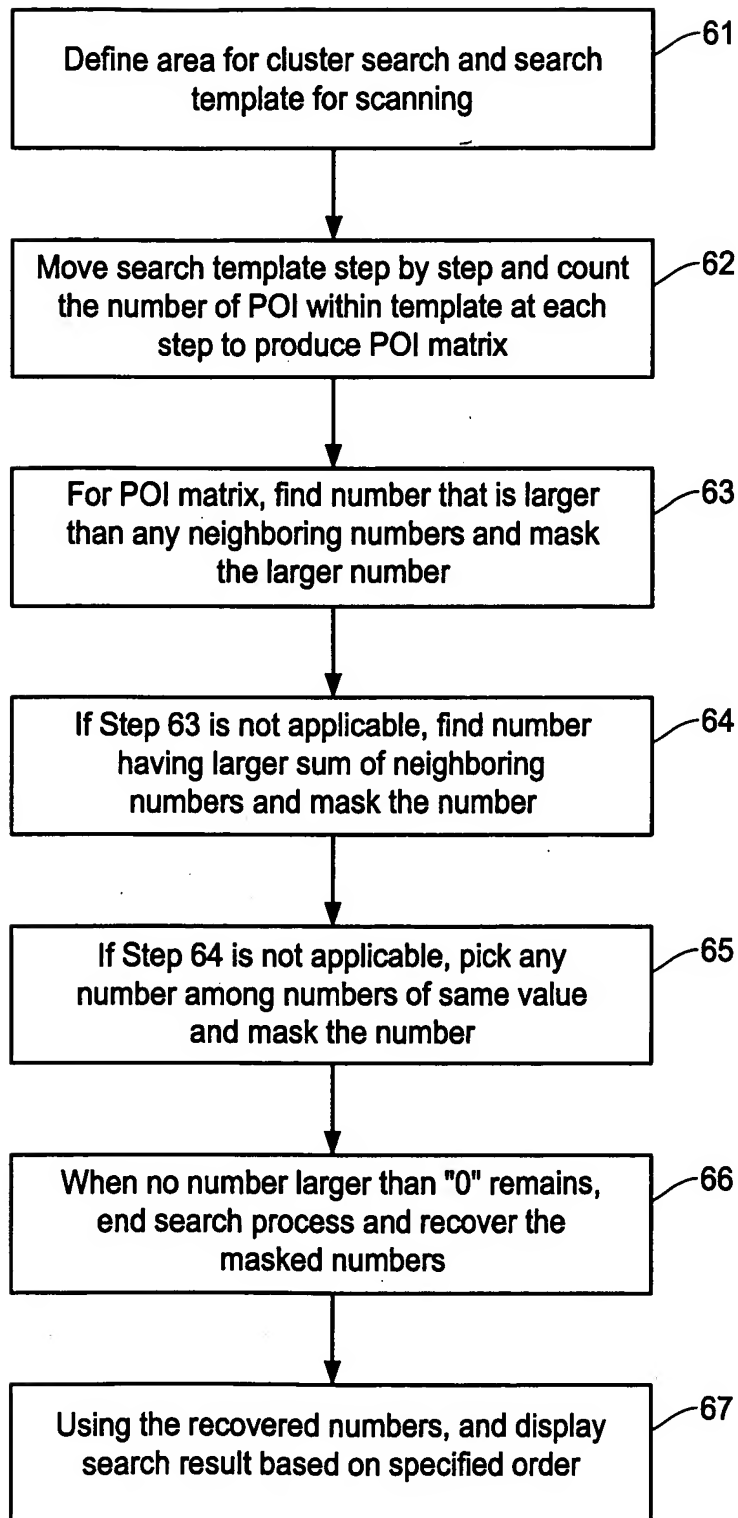 61
Define area for cluster search and search
template for scanning
62
Move search template step by step and count
the number of POI within template at each
step to produce POI matrix
63
For POI matrix, find number that is larger
than any neighboring numbers and mask
the larger number
64
If Step 63 is not applicable, find number
having larger sum of neighboring
numbers and mask the number
65
If Step 64 is not applicable, pick any
number among numbers of same value
and mask the number
66
When no number larger than "0" remains,
end search process and recover the
masked numbers
67
Using the recovered numbers, and display
search result based on specified order